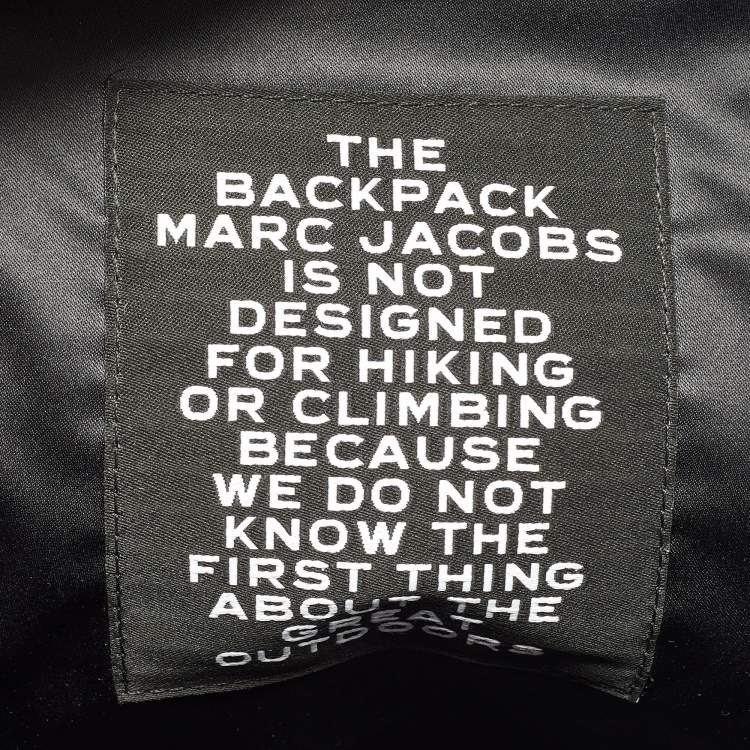 THE
BACKPACK
MARC JACOBS
IS NOT
DESIGNED
FOR HIKING
OR CLIMBING
BECAUSE
WE DO NOT
KNOW THE
FIRST THING
ABOUT THE
GREAT
OUTDOORS